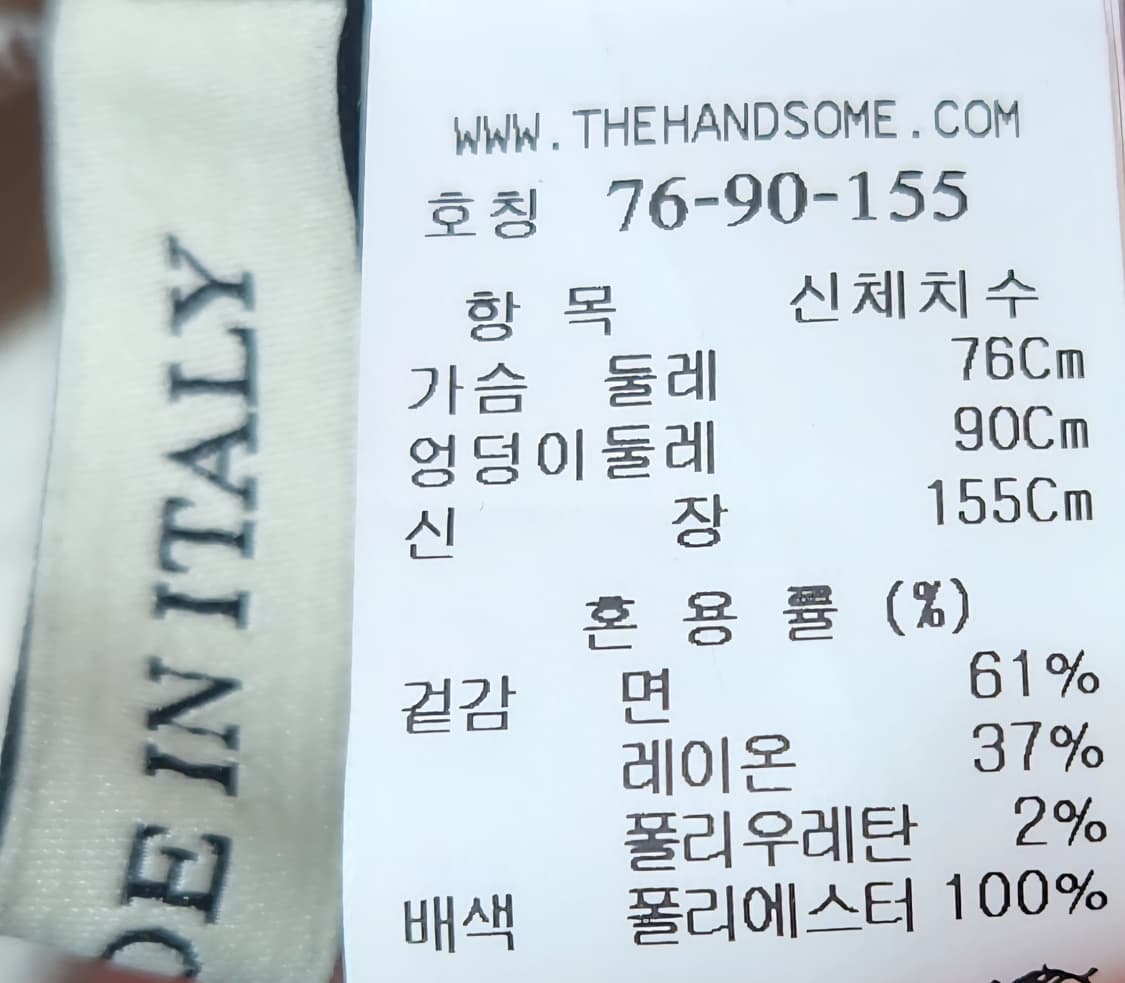 DE IN ITALY
WWW.THEHANDSOME.COM
호칭 76-90-155
항 목 신체치수
가슴 둘레 76Cm
엉덩이둘레 90Cm
신 장 155Cm
혼 용 률 (%)
겉감 면 61%
레이온 37%
폴리우레탄 2%
배색 폴리에스터 100%